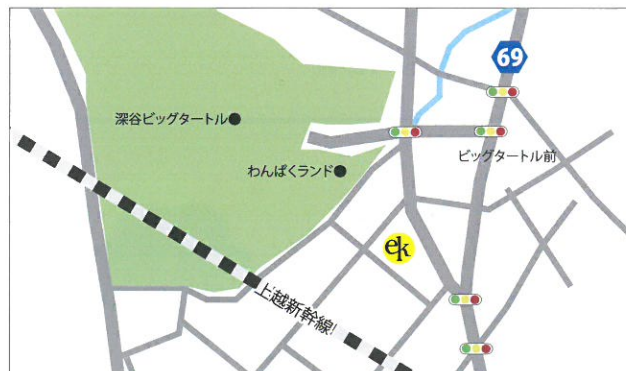 69
深谷ビッグタートル
ビッグタートル前
わんぱくランド
ek
上越新幹線